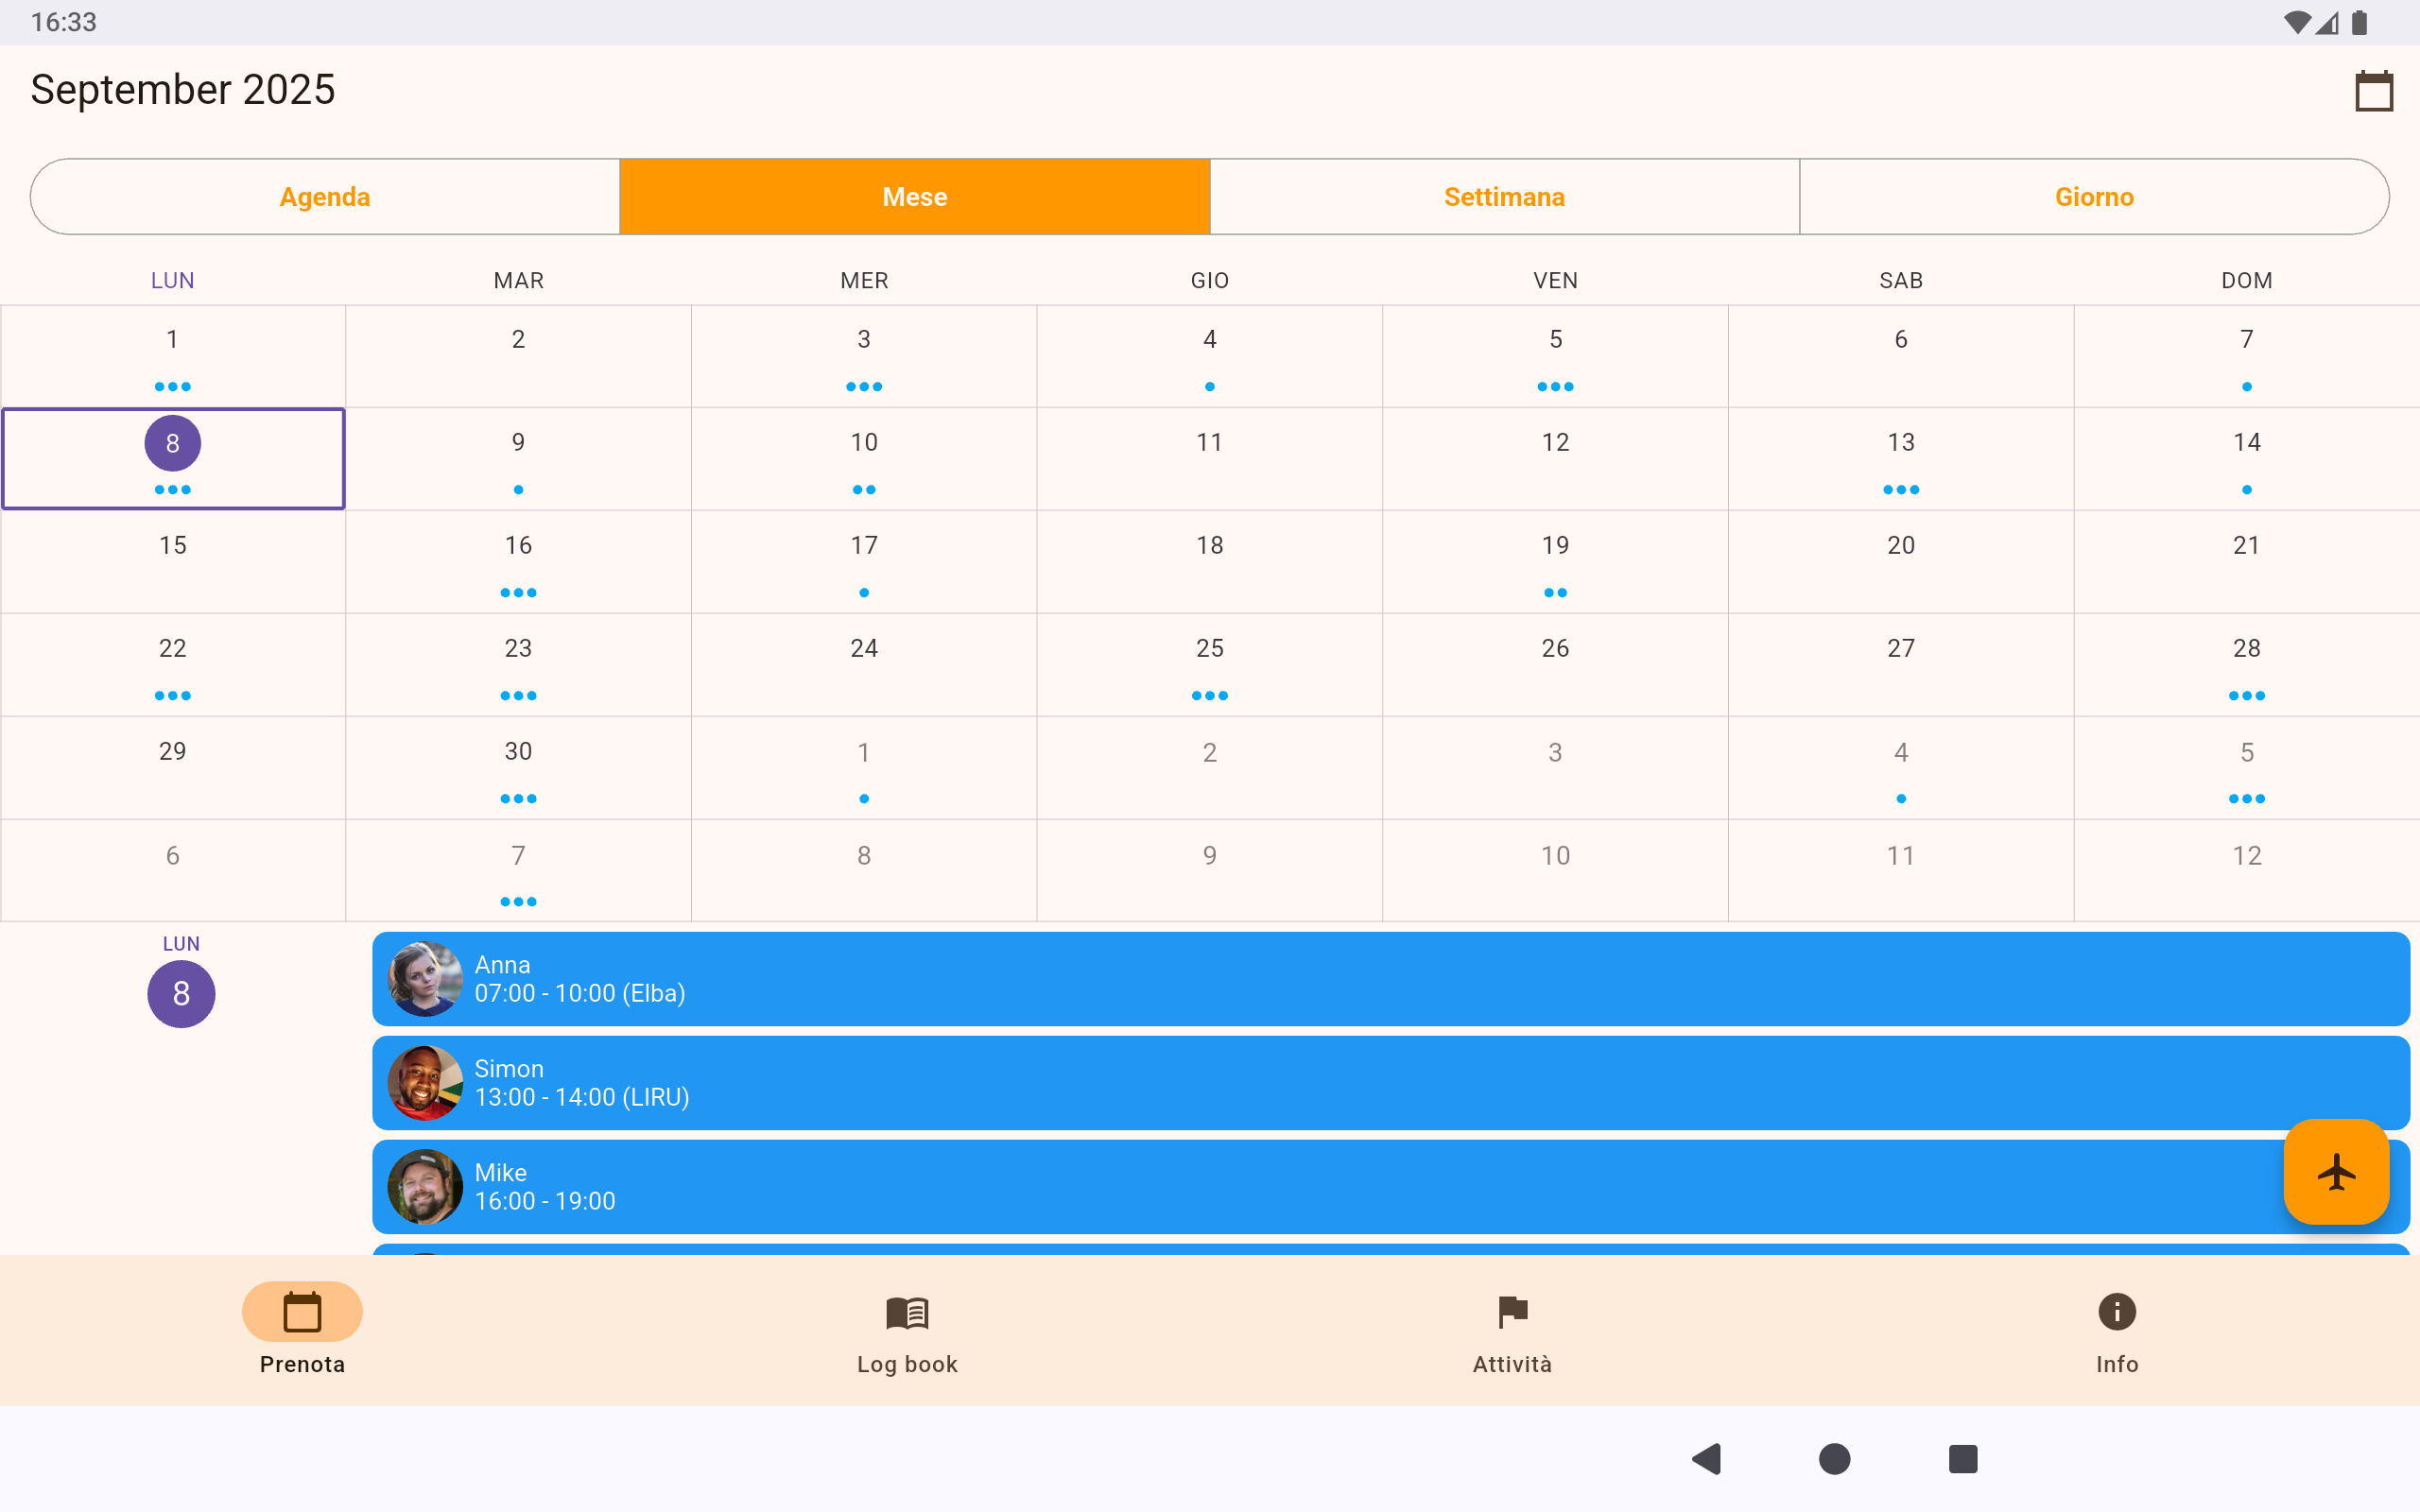 16:33
September 2025
Agenda Mese Settimana Giorno
LUN MAR MER GIO VEN SAB DOM
1 2 3 4 5 6 7
8 9 10 11 12 13 14
15 16 17 18 19 20 21
22 23 24 25 26 27 28
29 30 1 2 3 4 5
6 7 8 9 10 11 12
LUN
8
Anna
07:00 - 10:00 (Elba)
Simon
13:00 - 14:00 (LIRU)
Mike
16:00 - 19:00
Prenota Log book Attività Info